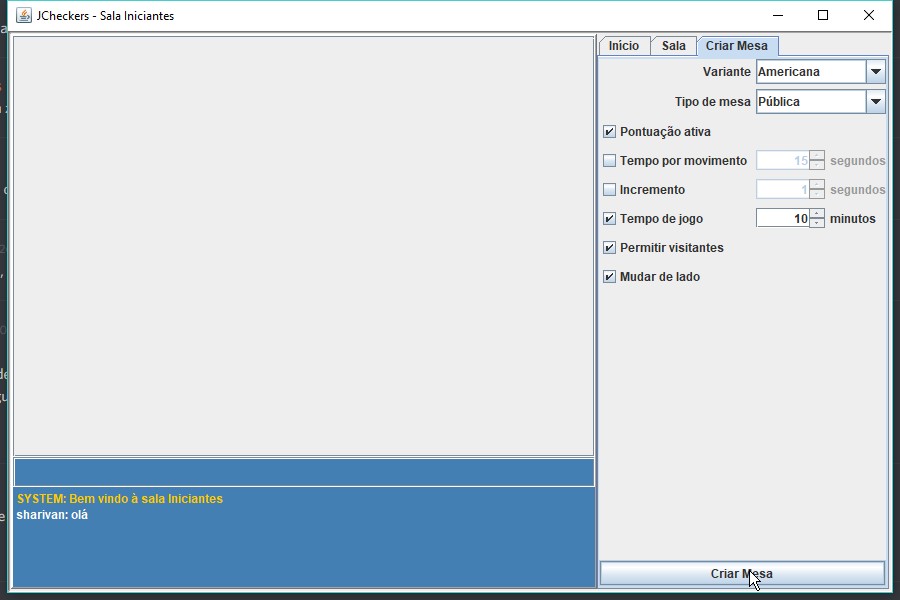 JCheckers - Sala Iniciantes
Início Sala Criar Mesa
Variante Americana
Tipo de mesa Pública
Pontuação ativa
Tempo por movimento 15 segundos
Incremento 1 segundos
Tempo de jogo 10 minutos
Permitir visitantes
Mudar de lado
SYSTEM: Bem vindo à sala Iniciantes
sharivan: olá
Criar Mesa